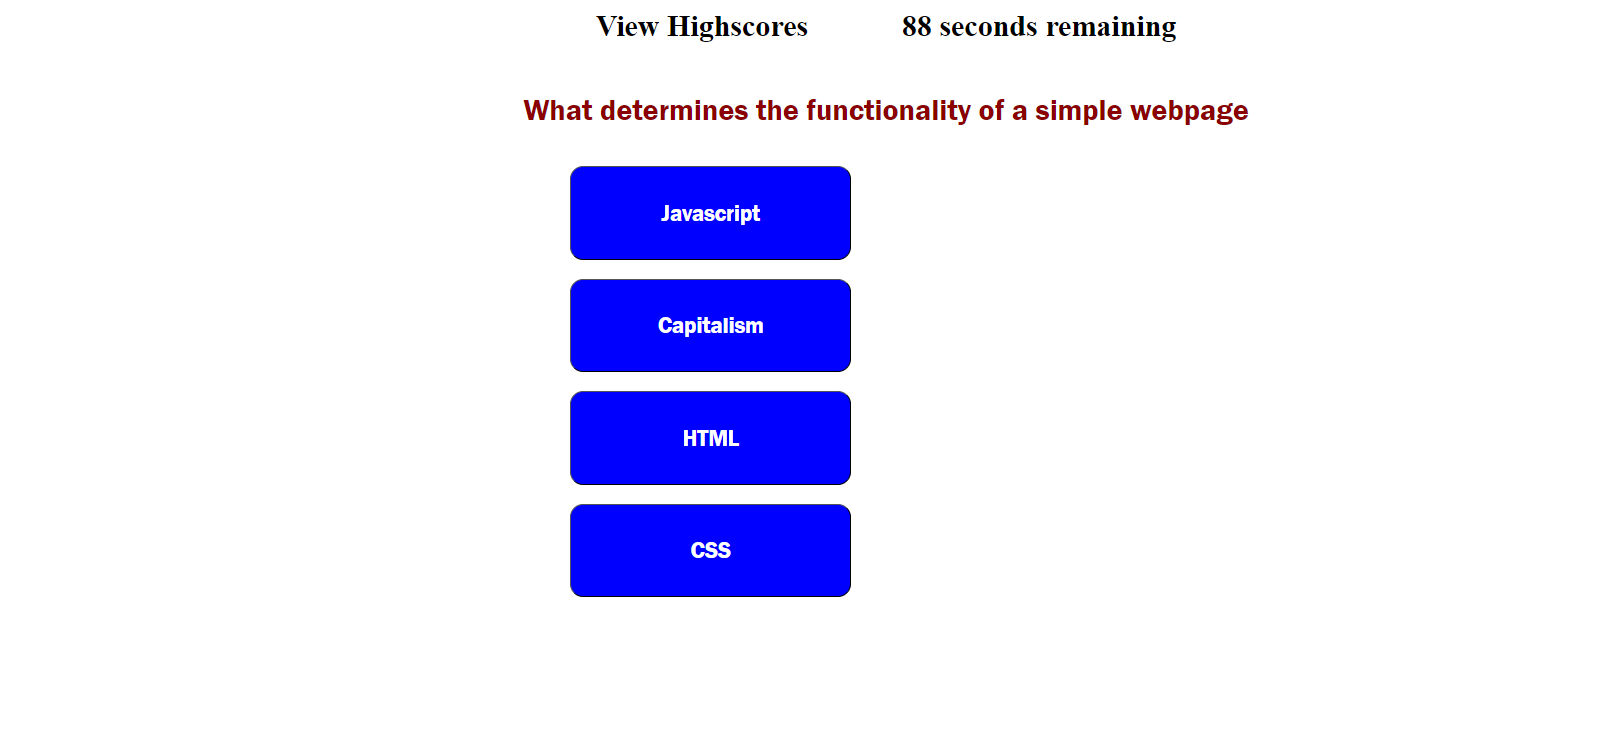 View Highscores 88 seconds remaining
What determines the functionality of a simple webpage
Javascript
Capitalism
HTML
CSS